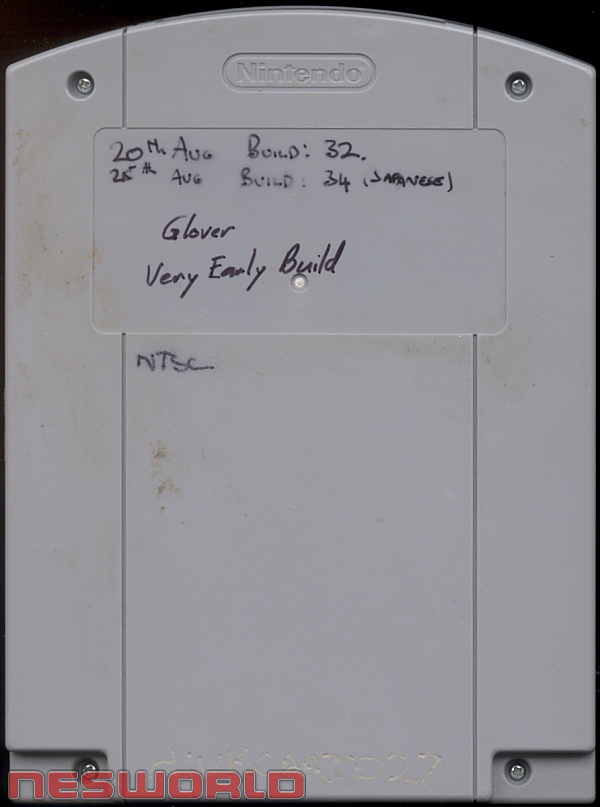 Nintendo
20th Aug Build: 32.
25th Aug Build: 34 (Japanese)
Glover
Very Early Build
NTSC
NESWORLD